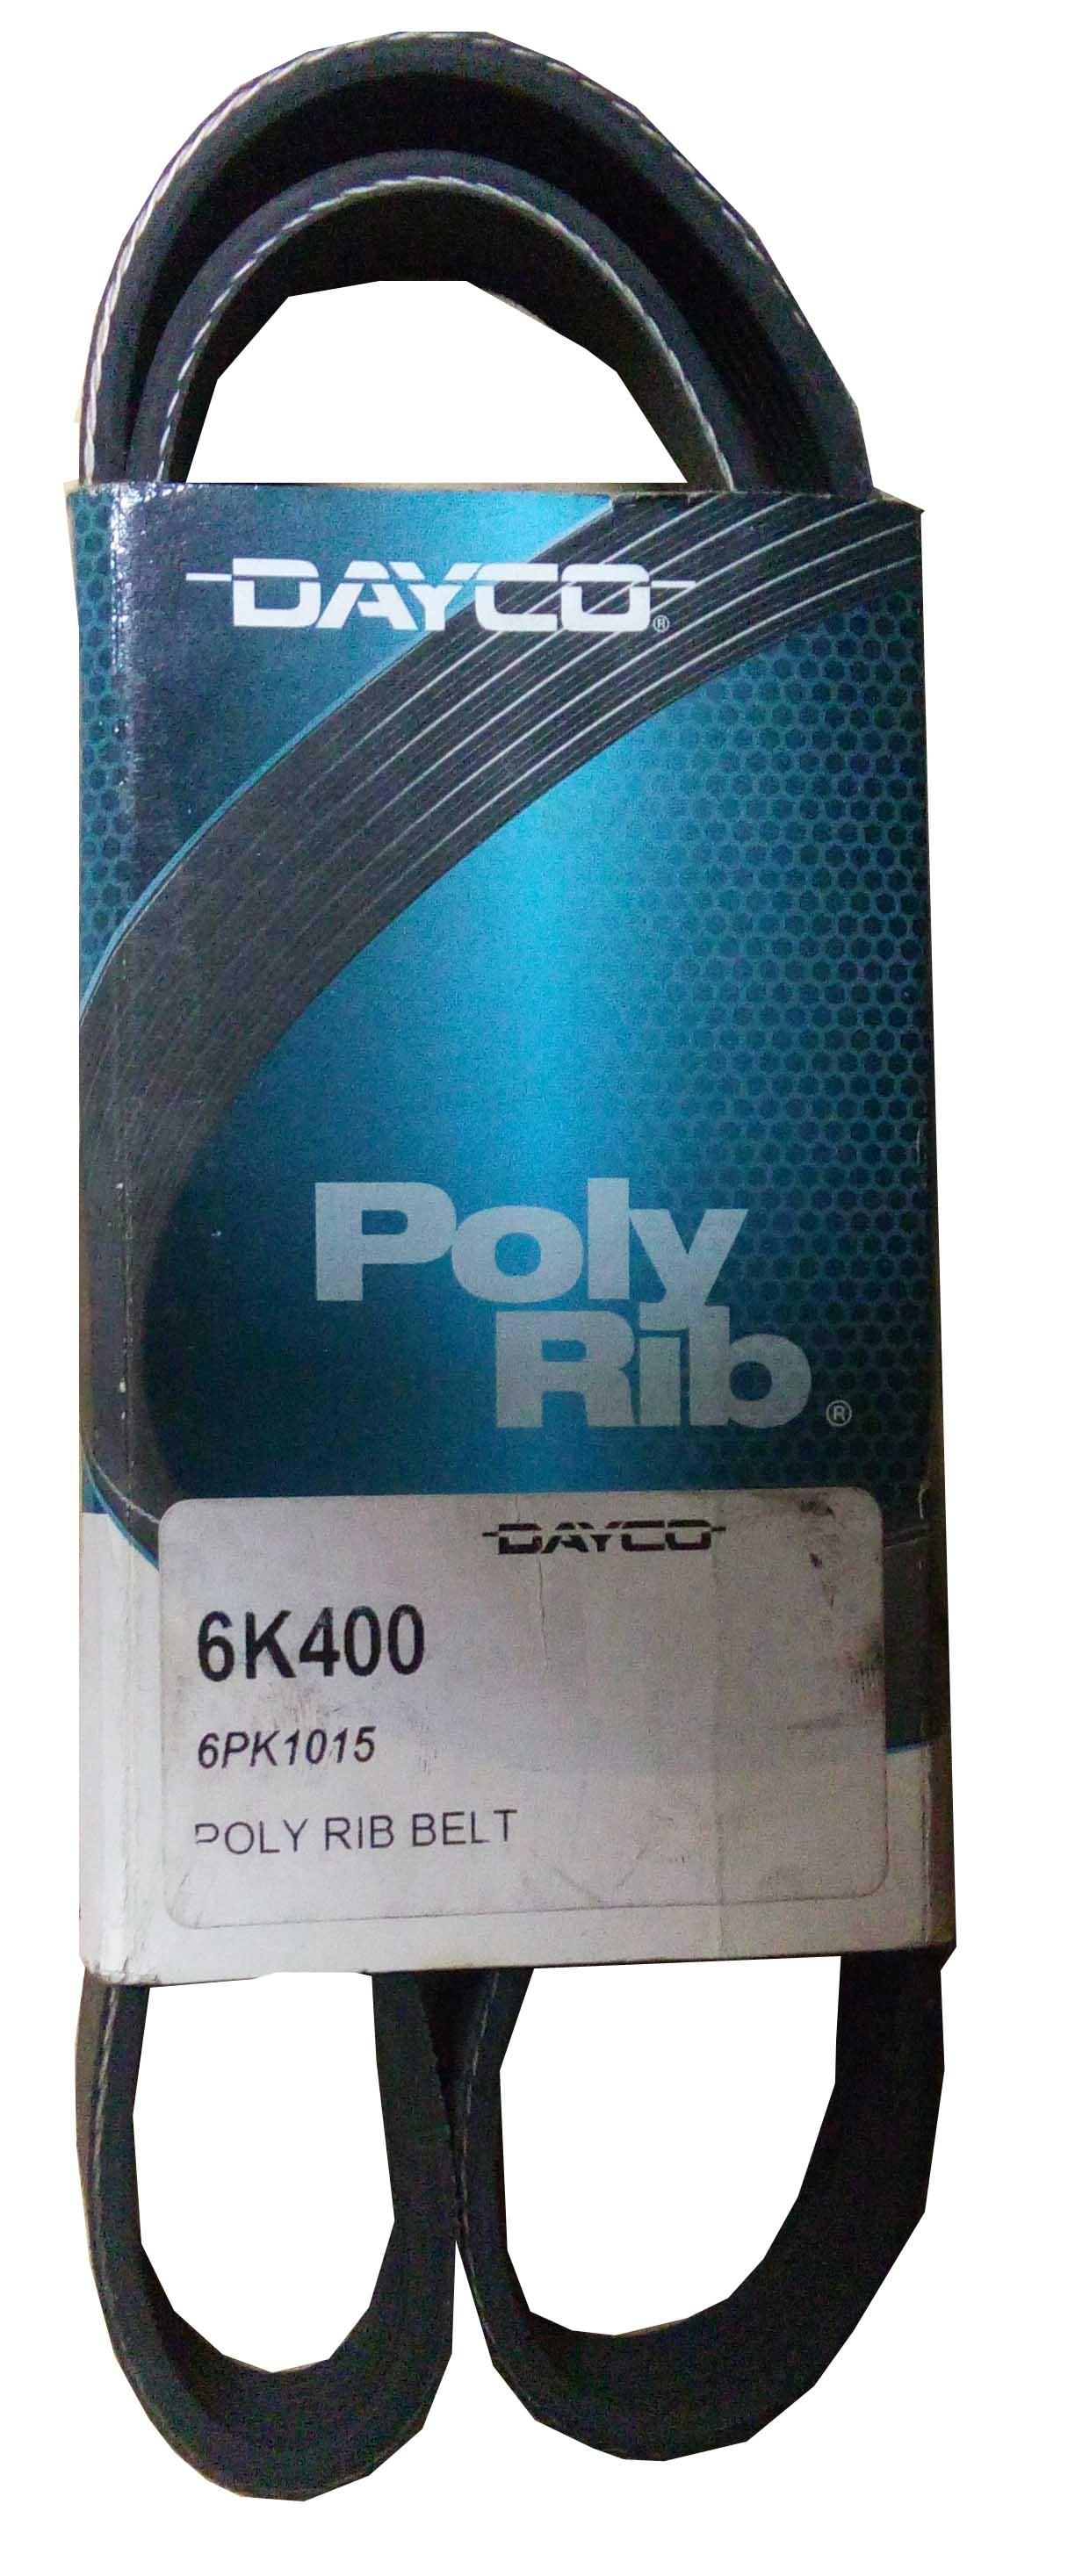 DAYCO®
Poly
Rib®
DAYCO
6K400
6PK1015
POLY RIB BELT